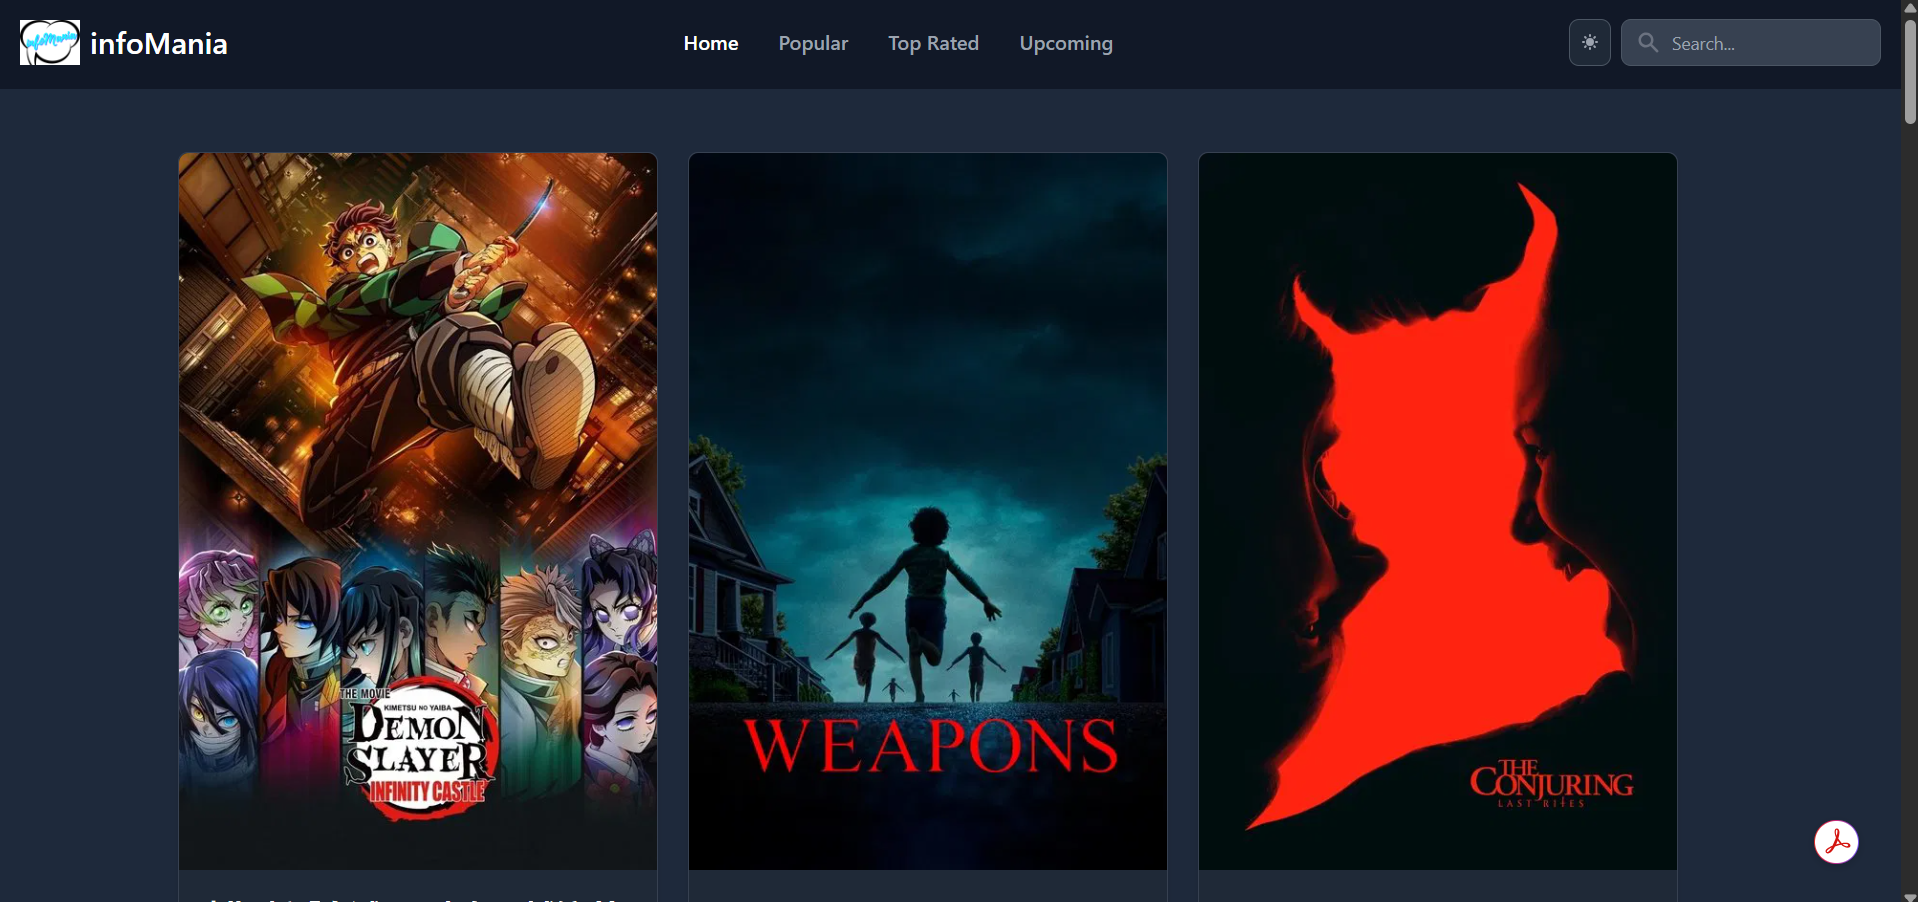 infoMania
infoMania
Home
Popular
Top Rated
Upcoming
Search...
THE MOVIE
KIMETSU NO YAIBA
DEMON
SLAYER
INFINITY CASTLE
WEAPONS
THE
CONJURING
LAST RITES